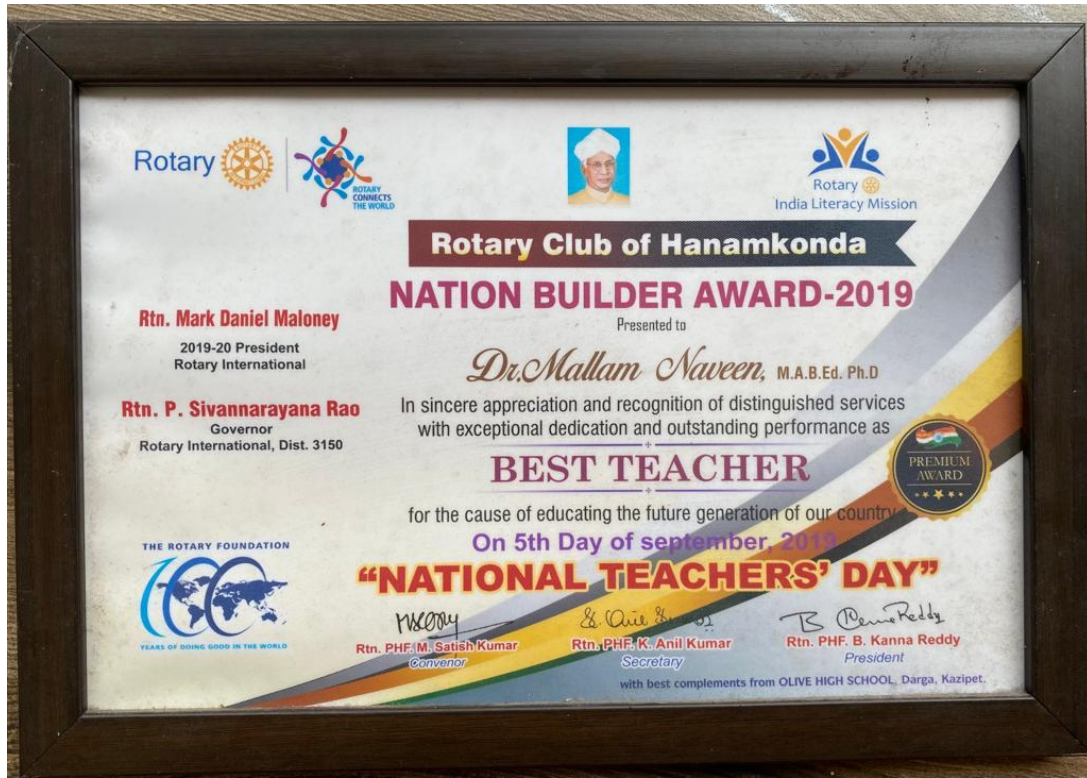 Rotary
ROTARY
CONNECTS
THE WORLD
Rotary
India Literacy Mission
Rotary Club of Hanamkonda
NATION BUILDER AWARD-2019
Presented to
Dr.Mallam Naveen, M.A.B.Ed. Ph.D
In sincere appreciation and recognition of distinguished services
with exceptional dedication and outstanding performance as
BEST TEACHER
for the cause of educating the future generation of our country
On 5th Day of september, 2019
"NATIONAL TEACHERS' DAY"
PREMIUM
AWARD
Rtn. Mark Daniel Maloney
2019-20 President
Rotary International
Rtn. P. Sivannarayana Rao
Governor
Rotary International, Dist. 3150
THE ROTARY FOUNDATION
100
YEARS OF DOING GOOD IN THE WORLD
Rtn. PHF. M. Satish Kumar
Convenor
Rtn. PHF. K. Anil Kumar
Secretary
B Kanna Reddy
Rtn. PHF. B. Kanna Reddy
President
with best complements from OLIVE HIGH SCHOOL, Darga, Kazipet.